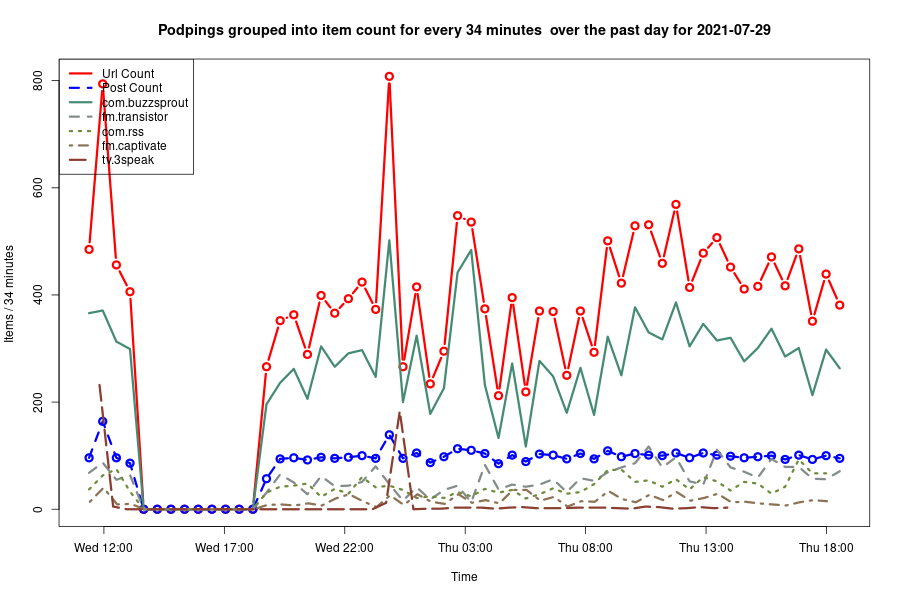 Podpings grouped into item count for every 34 minutes  over the past day for 2021-07-29
Url Count
Post Count
com.buzzsprout
fm.transistor
com.rss
fm.captivate
tv.3speak
Items / 34 minutes
800
600
400
200
0
Wed 12:00 Wed 17:00 Wed 22:00 Thu 03:00 Thu 08:00 Thu 13:00 Thu 18:00
Time